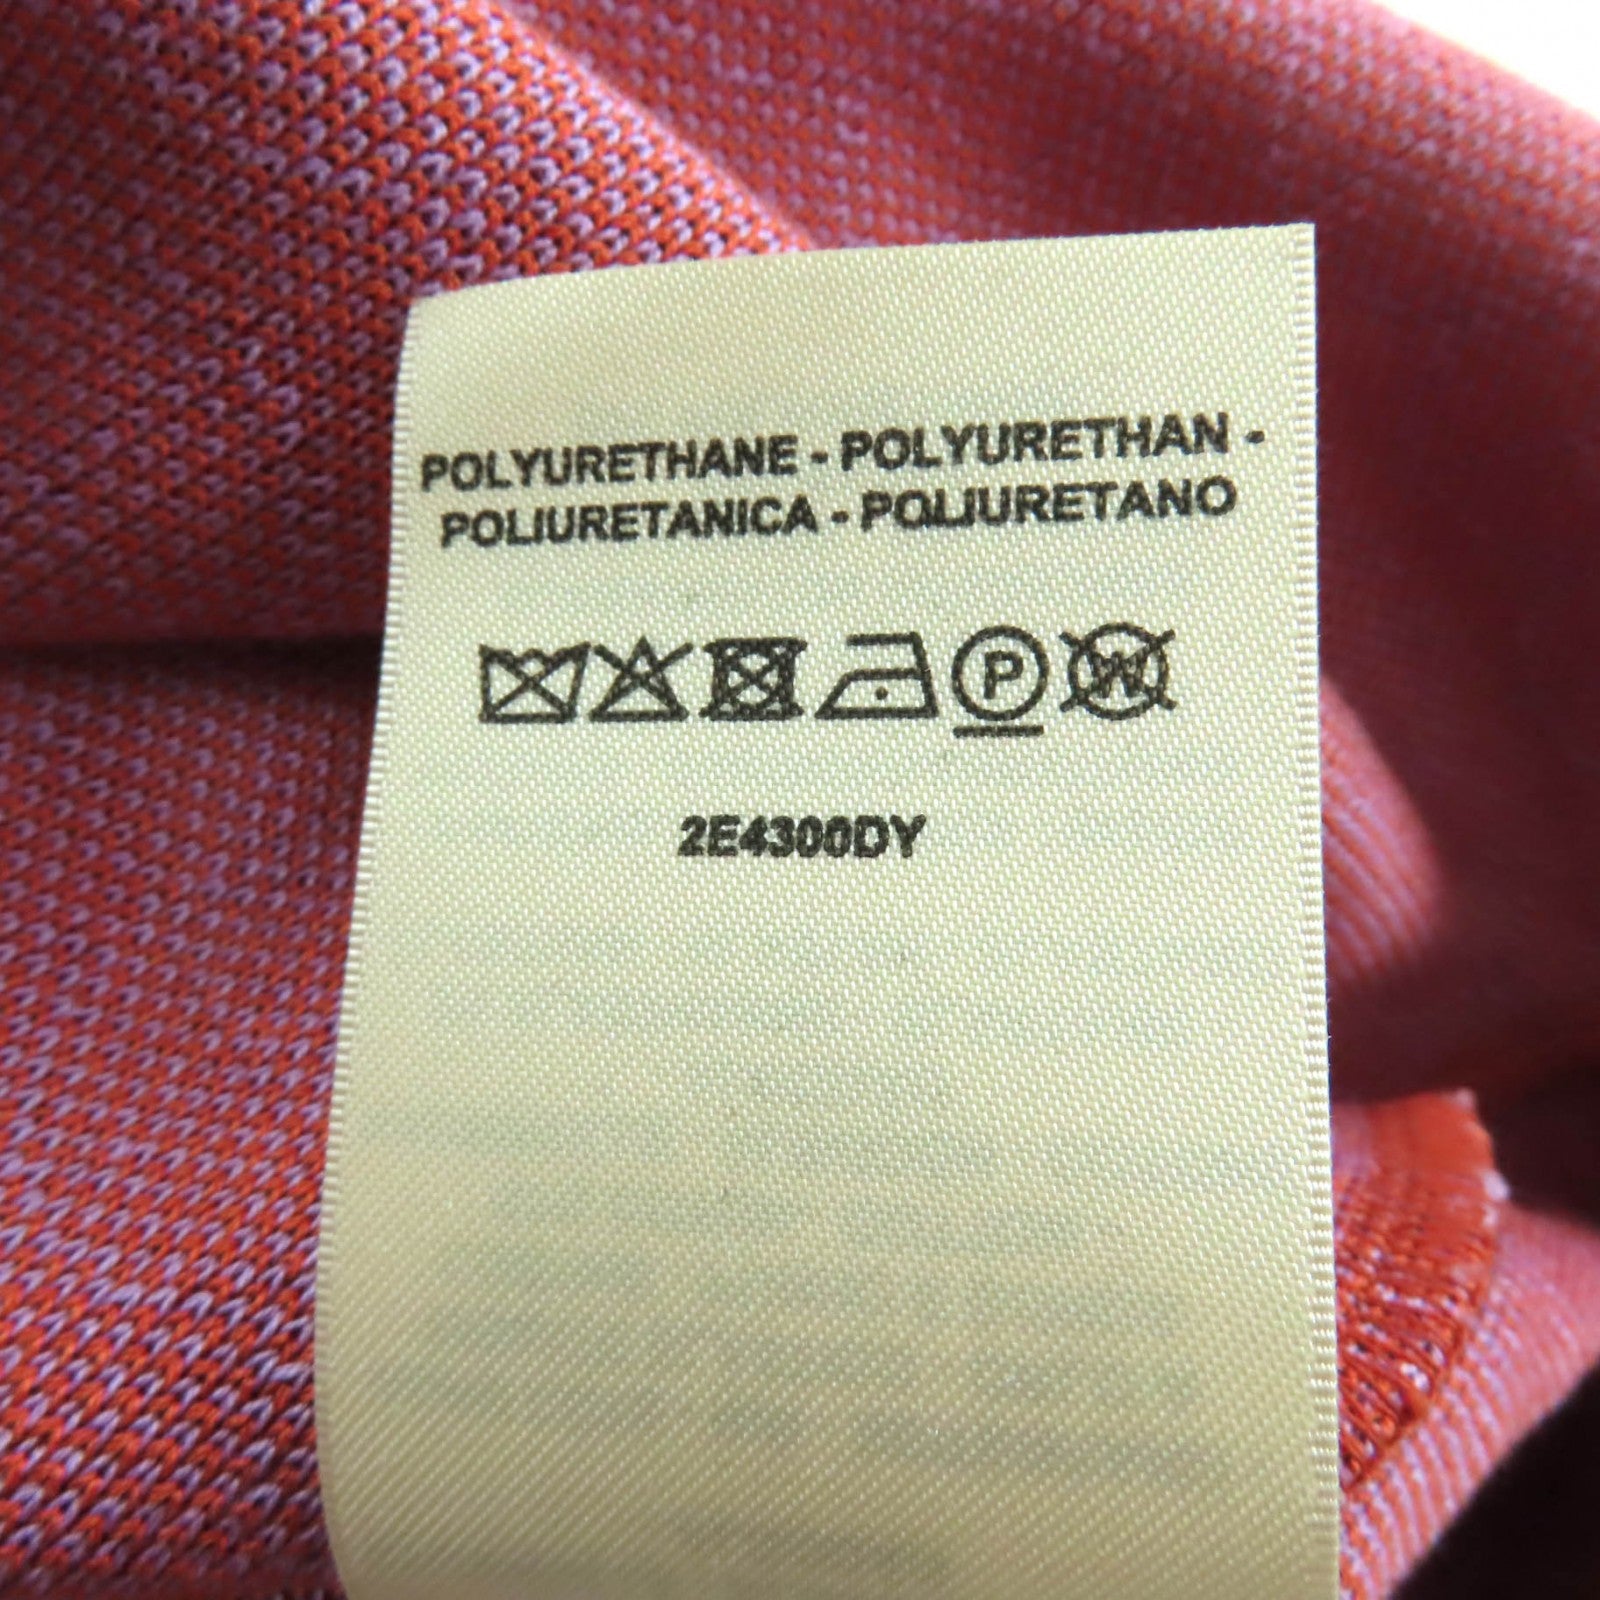 POLYURETHANE - POLYURETHAN -
POLIURETANICA - POLIURETANO
P W
2E4300DY